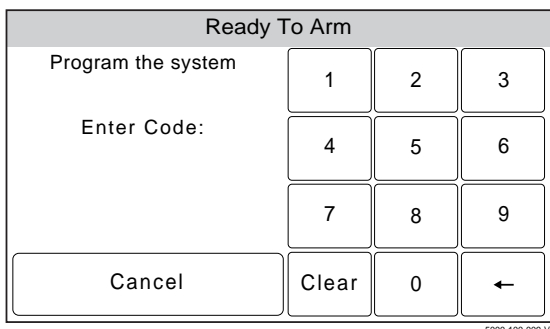 Ready To Arm
Program the system
1 2 3
Enter Code:
4 5 6
7 8 9
Cancel Clear 0 ←